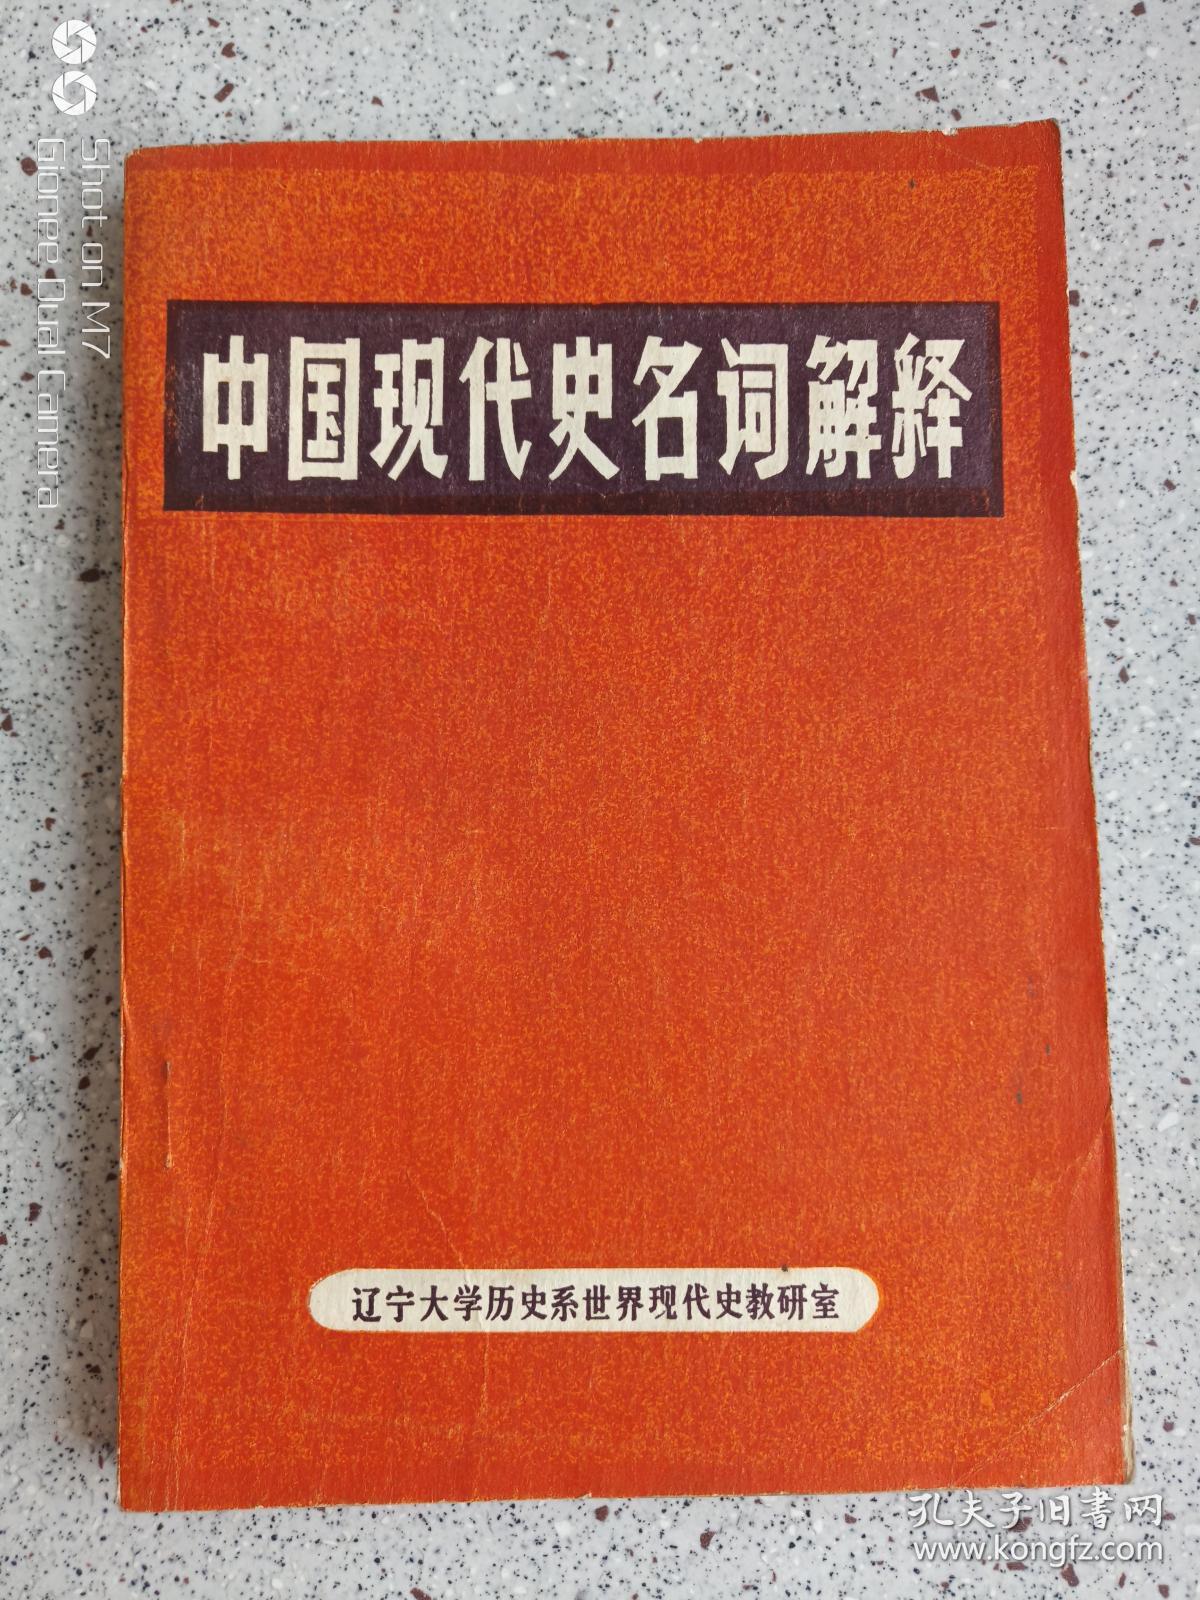 Shot on M7
Gionee Dual Camera
中国现代史名词解释
辽宁大学历史系世界现代史教研室
孔夫子旧书网
www.kongfz.com